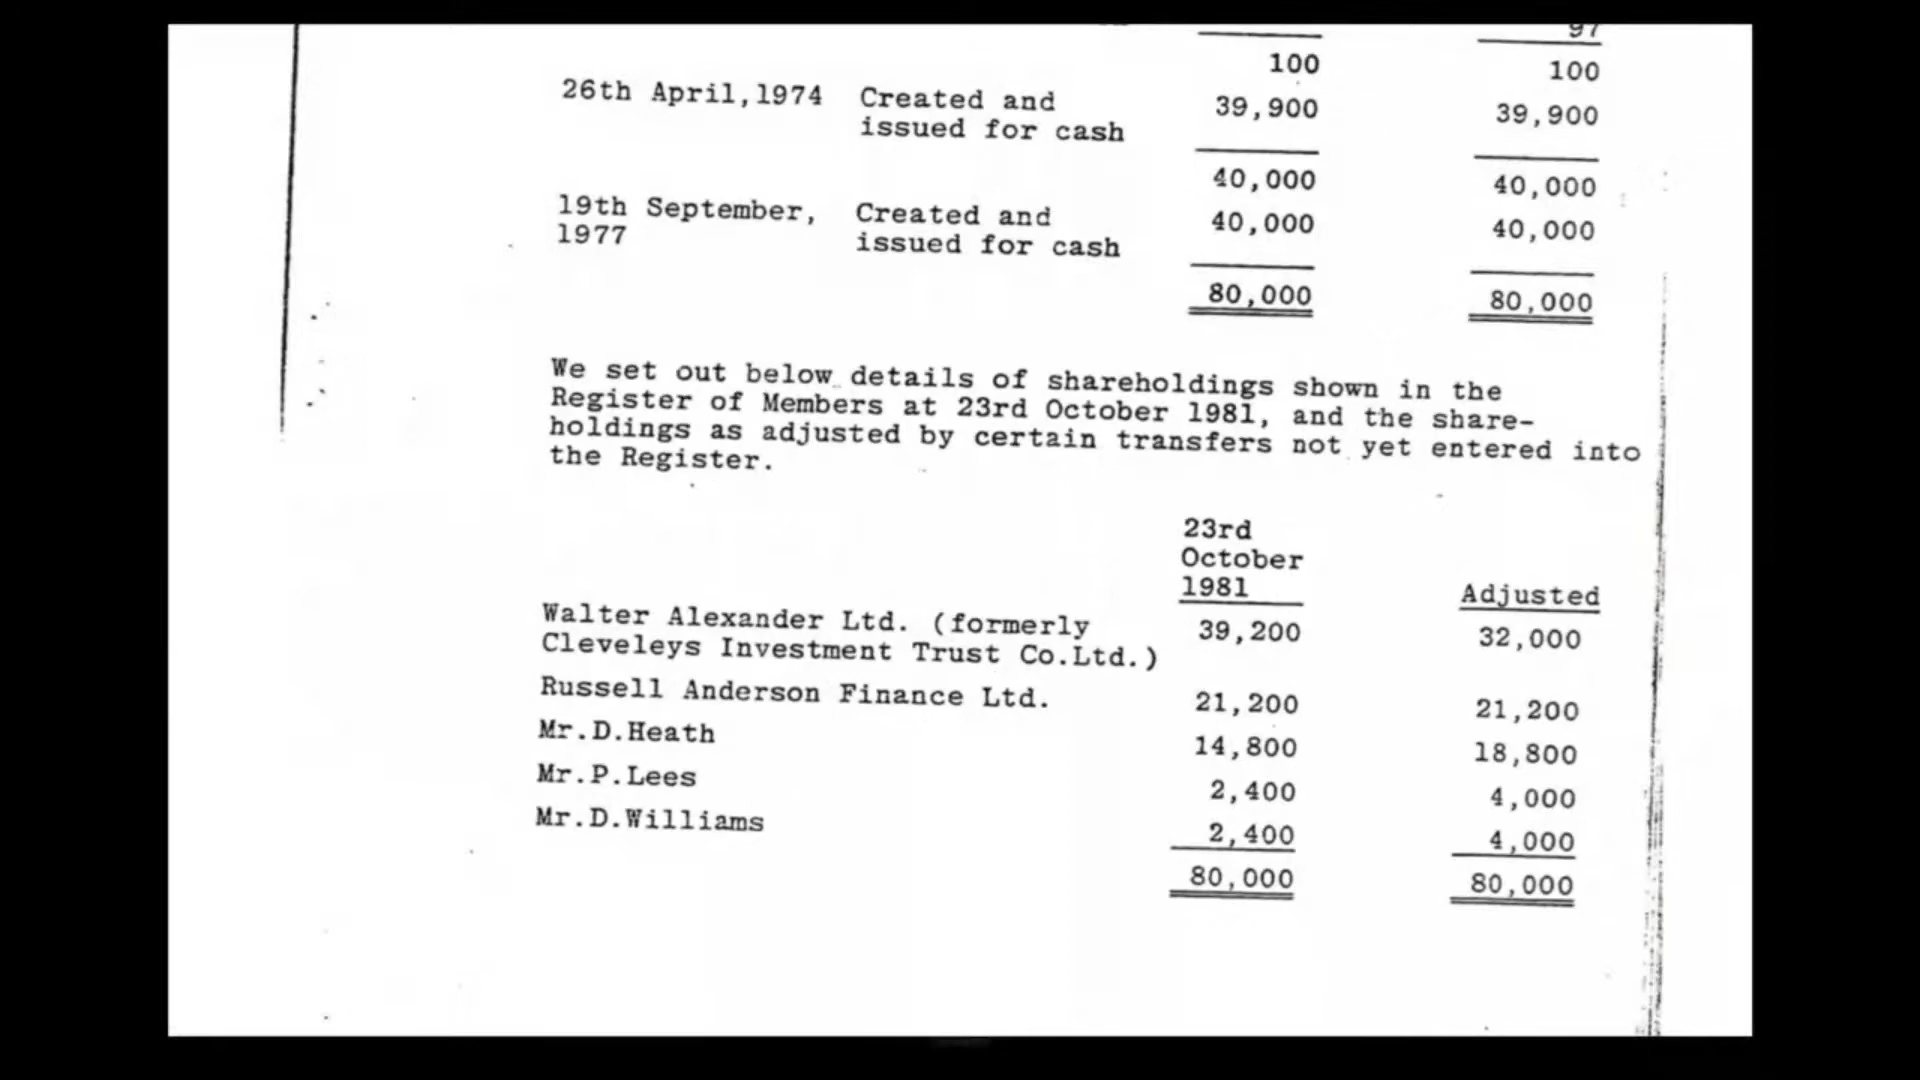 97
100 100
26th April,1974 Created and 39,900 39,900
issued for cash
40,000 40,000
19th September, Created and 40,000 40,000
1977 issued for cash
80,000 80,000
We set out below details of shareholdings shown in the
Register of Members at 23rd October 1981, and the share-
holdings as adjusted by certain transfers not yet entered into
the Register.
23rd
October
1981 Adjusted
Walter Alexander Ltd. (formerly 39,200 32,000
Cleveleys Investment Trust Co.Ltd.)
Russell Anderson Finance Ltd. 21,200 21,200
Mr.D.Heath 14,800 18,800
Mr.P.Lees 2,400 4,000
Mr.D.Williams 2,400 4,000
80,000 80,000